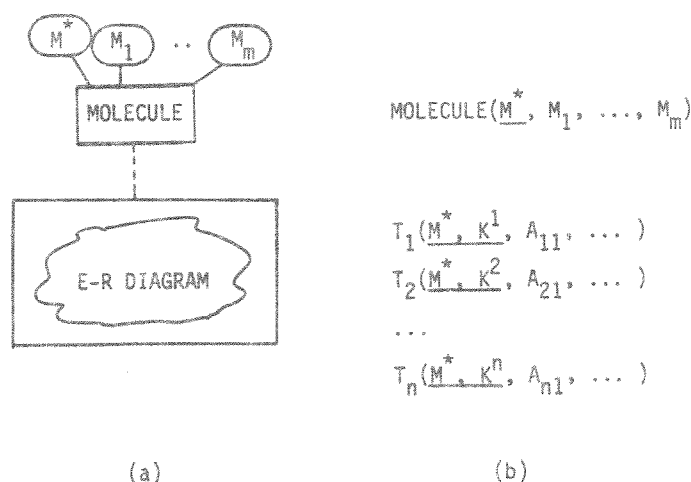 M* M₁ .. Mₘ
MOLECULE
E-R DIAGRAM
(a)
MOLECULE(M*, M₁, ..., Mₘ)
T₁(M*, K¹, A₁₁, ... )
T₂(M*, K², A₂₁, ... )
...
Tₙ(M*, Kⁿ, Aₙ₁, ... )
(b)